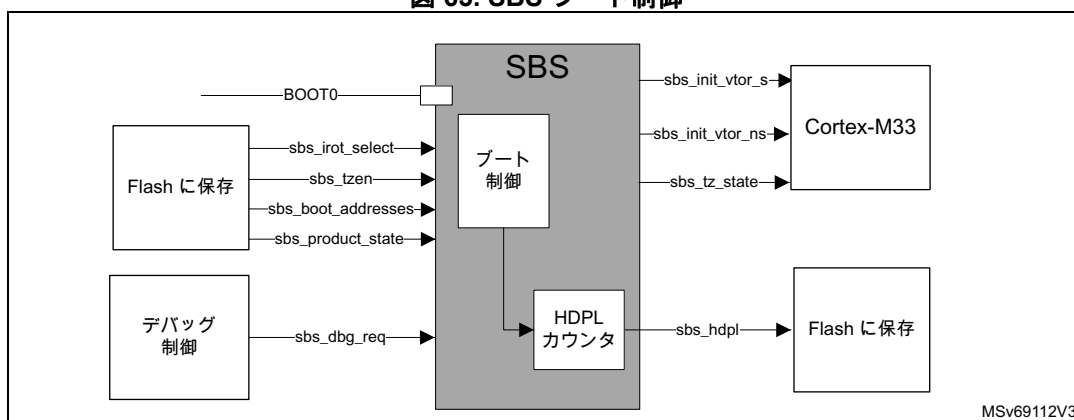 SBS
BOOT0
sbs_irot_select
sbs_tzen
sbs_boot_addresses
sbs_product_state
Flash に保存
ブート
制御
sbs_init_vtor_s
sbs_init_vtor_ns
sbs_tz_state
Cortex-M33
デバッグ
制御
sbs_dbg_req
HDPL
カウンタ
sbs_hdpl
Flash に保存
MSv69112V3